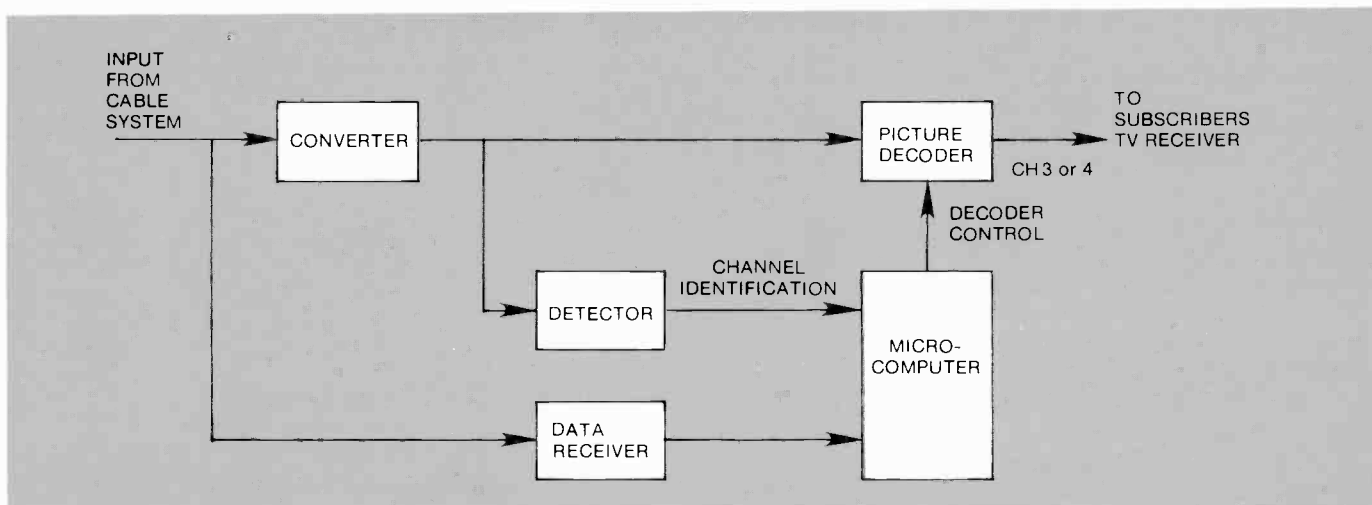 INPUT
FROM
CABLE
SYSTEM
CONVERTER
PICTURE
DECODER
TO
SUBSCRIBERS
TV RECEIVER
CH 3 or 4
DECODER
CONTROL
CHANNEL
IDENTIFICATION
DETECTOR
MICRO-
COMPUTER
DATA
RECEIVER